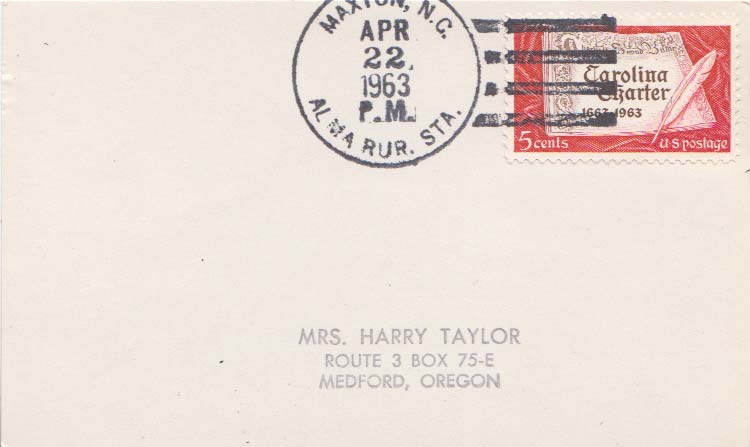 MAXTON, N.C.
APR
22
1963
P.M.
ALMA RUR. STA.
Carolina
Charter
1663-1963
5 cents U.S. postage
MRS. HARRY TAYLOR
ROUTE 3 BOX 75-E
MEDFORD, OREGON